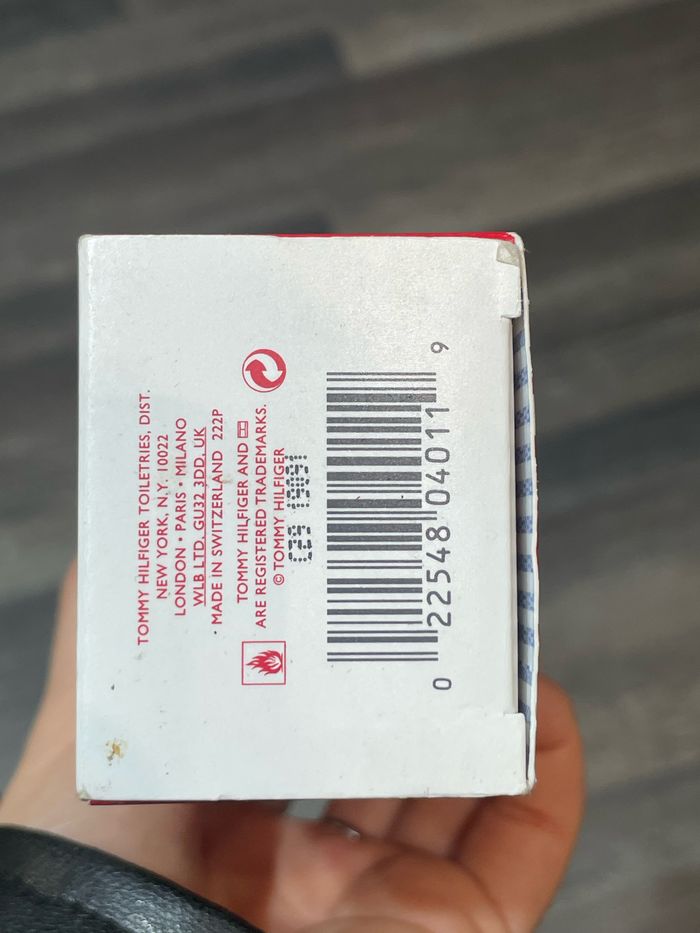 TOMMY HILFIGER TOILETRIES, DIST.
NEW YORK, N.Y. 10022
LONDON • PARIS • MILANO
WLB LTD. GU32 3DD, UK
MADE IN SWITZERLAND 222P
TOMMY HILFIGER AND
ARE REGISTERED TRADEMARKS.
© TOMMY HILFIGER
0 22548 04011 9